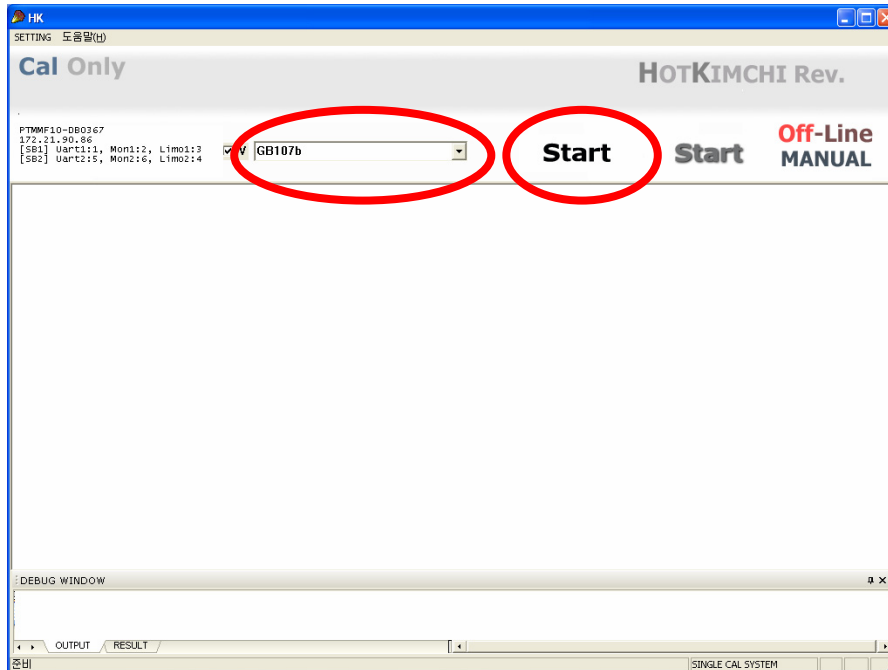 HK
SETTING 도움말(H)
Cal Only
HOTKIMCHI Rev.
PTMMF10-DB0367
172.21.90.86
[SB1] Uart1:1, Mon1:2, Limo1:3
[SB2] Uart2:5, Mon2:6, Limo2:4
V GB107b
Start
Start
Off-Line
MANUAL
DEBUG WINDOW
OUTPUT RESULT
준비 SINGLE CAL SYSTEM